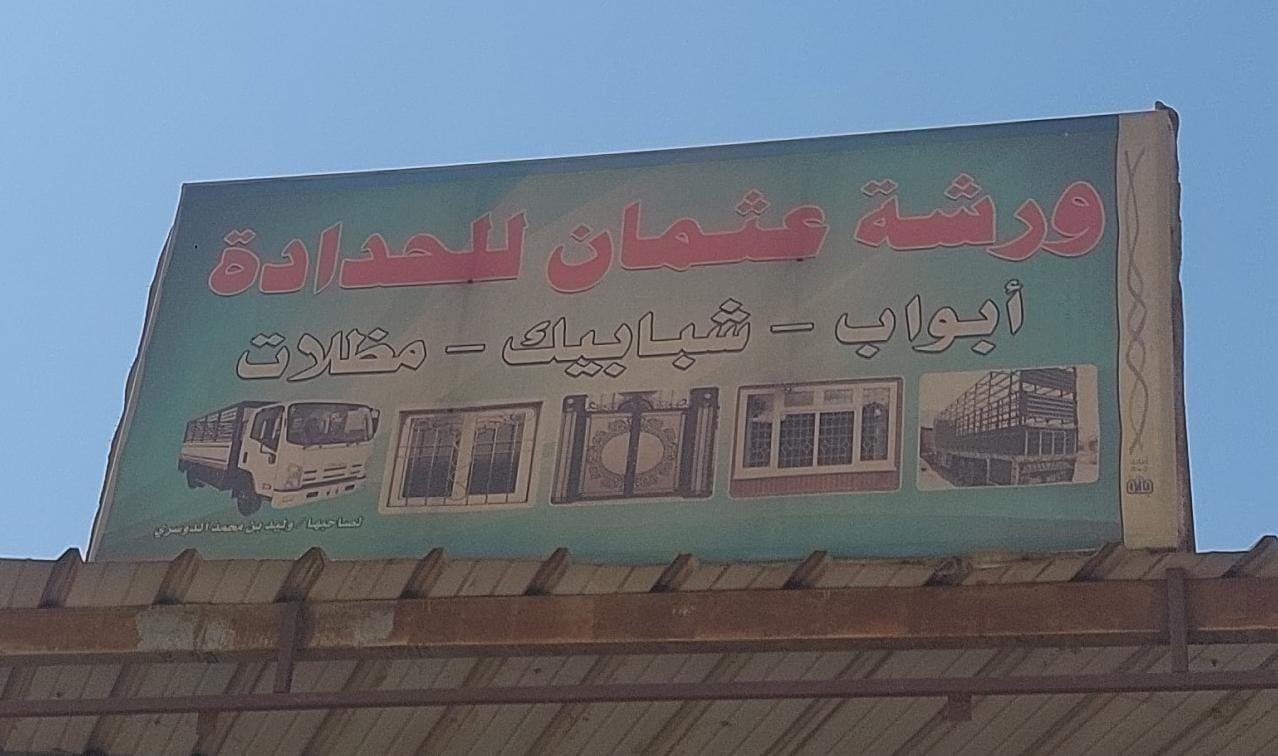 ورشة عثمان للحدادة
أبواب - شبابيك - مظلات
لصاحبها / وليد بن محمد الدوسري